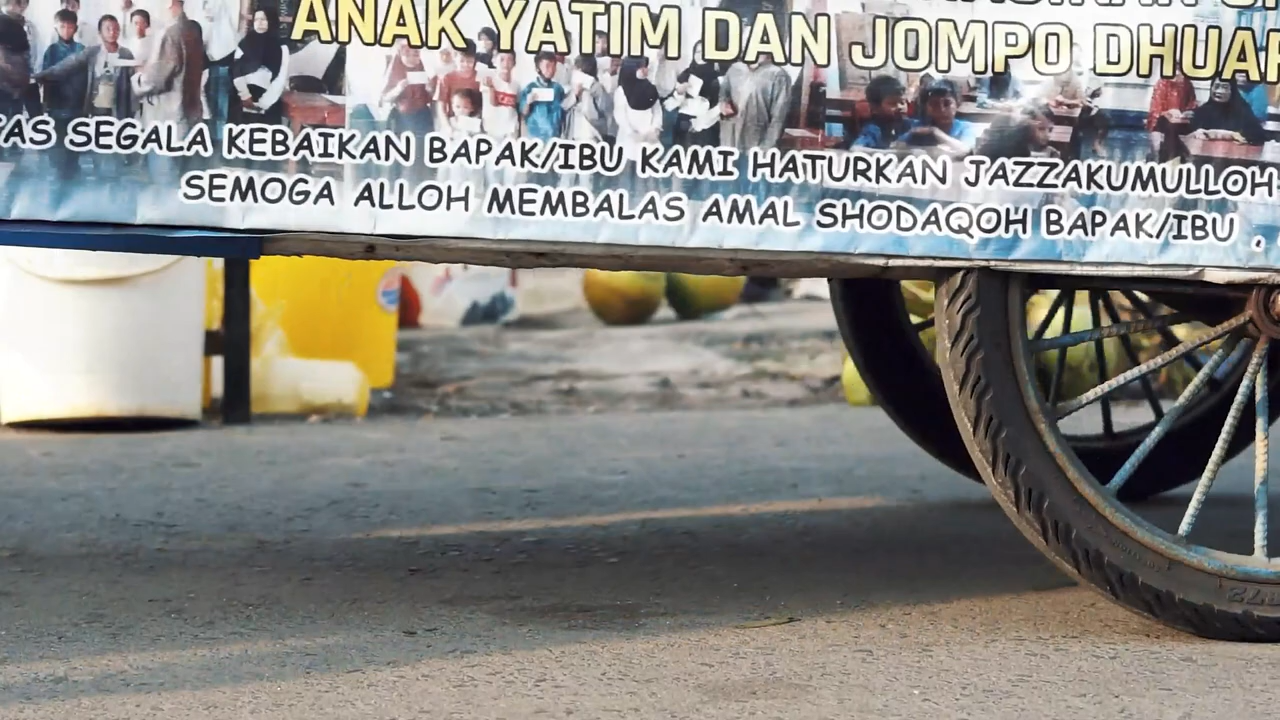 ANAK YATIM DAN JOMPO DHUAF
AS SEGALA KEBAIKAN BAPAK/IBU KAMI HATURKAN JAZZAKUMULLOH
SEMOGA ALLOH MEMBALAS AMAL SHODAQOH BAPAK/IBU .